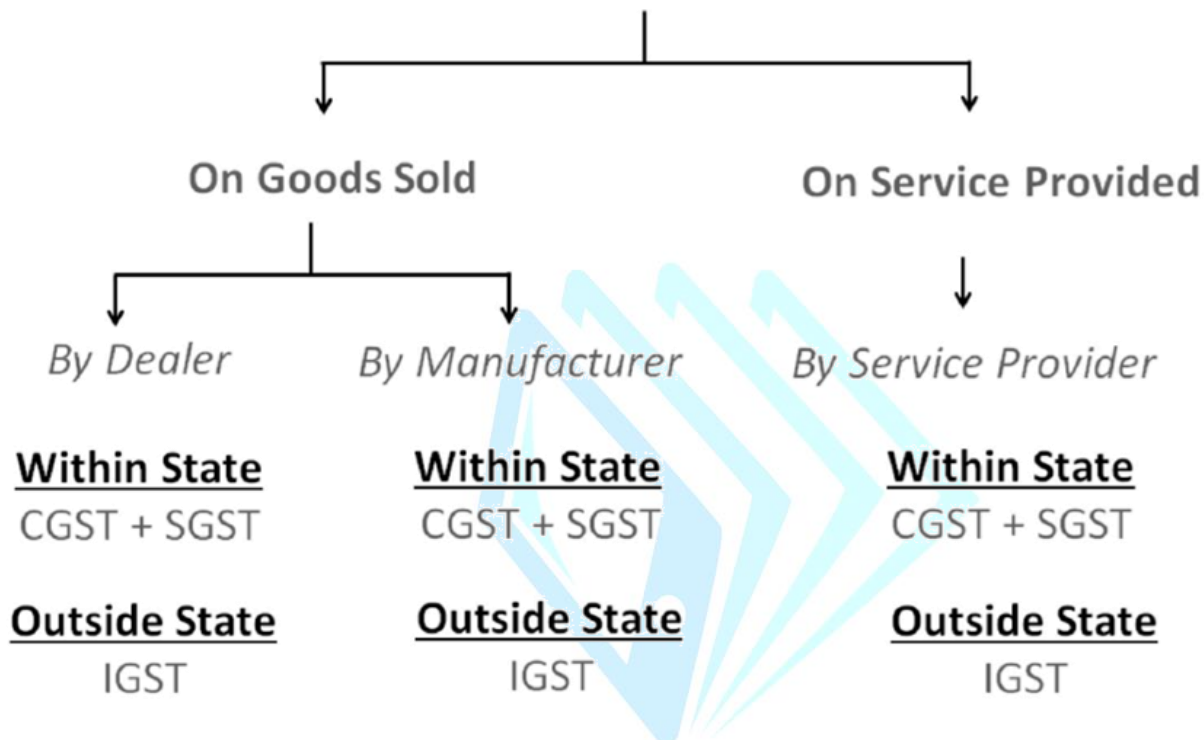 On Goods Sold
On Service Provided
By Dealer
By Manufacturer
By Service Provider
Within State
Within State
Within State
CGST + SGST
CGST + SGST
CGST + SGST
Outside State
Outside State
Outside State
IGST
IGST
IGST